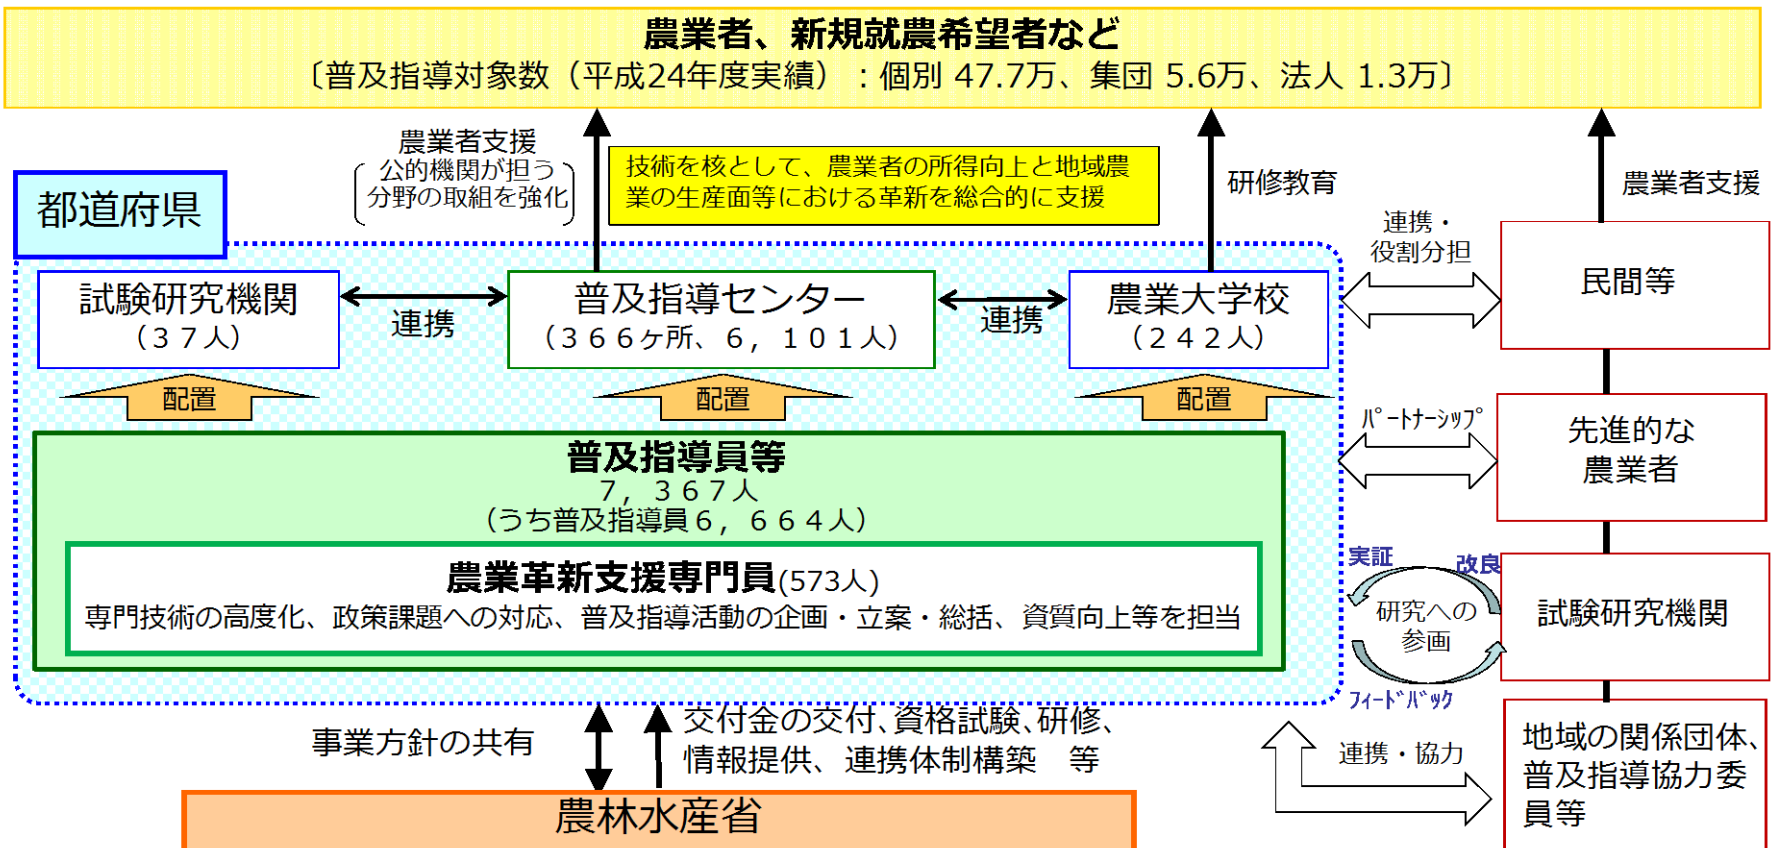 農業者、新規就農希望者など
〔普及指導対象数（平成24年度実績）：個別 47.7万、集団 5.6万、法人 1.3万〕
農業者支援
公的機関が担う
分野の取組を強化
技術を核として、農業者の所得向上と地域農
業の生産面等における革新を総合的に支援
研修教育
農業者支援
都道府県
連携・
役割分担
試験研究機関
（３７人）
連携
普及指導センター
（３６６ヶ所、６，１０１人）
連携
農業大学校
（２４２人）
民間等
配置
配置
配置
ﾊﾟｰﾄﾅｰｼｯﾌﾟ
先進的な
農業者
普及指導員等
７，３６７人
（うち普及指導員６，６６４人）
農業革新支援専門員(573人)
専門技術の高度化、政策課題への対応、普及指導活動の企画・立案・総括、資質向上等を担当
実証
改良
研究への
参画
ﾌｨｰﾄﾞﾊﾞｯｸ
試験研究機関
事業方針の共有
交付金の交付、資格試験、研修、
情報提供、連携体制構築　等
連携・協力
地域の関係団体、
普及指導協力委
員等
農林水産省